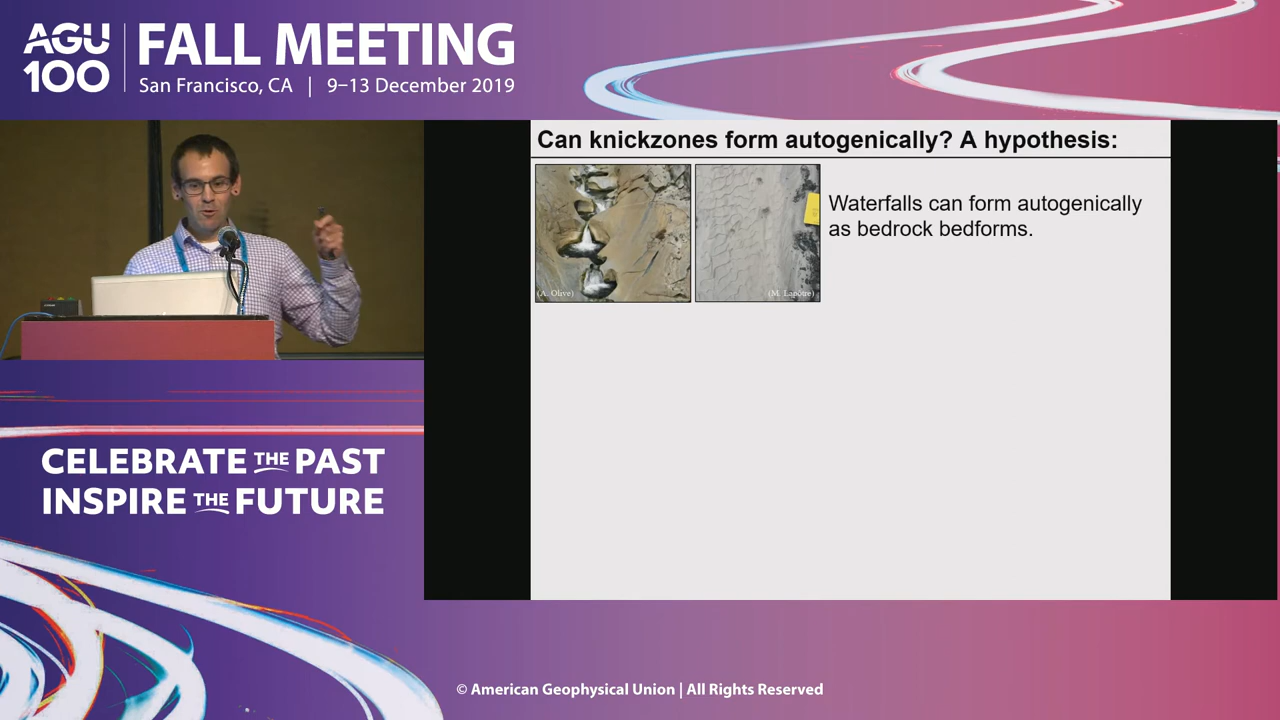 AGU
100
FALL MEETING
San Francisco, CA | 9–13 December 2019
Can knickzones form autogenically? A hypothesis:
(A. Olive)
(M. Lapôtre)
Waterfalls can form autogenically
as bedrock bedforms.
CELEBRATE THE PAST
INSPIRE THE FUTURE
© American Geophysical Union | All Rights Reserved